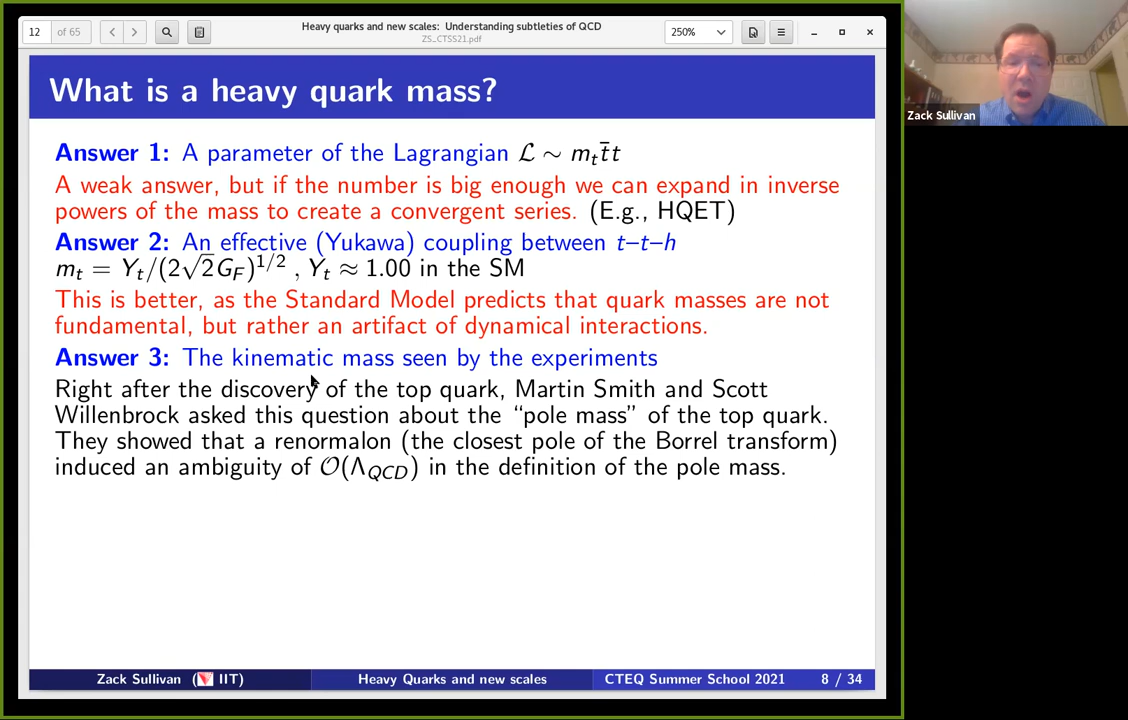 12 of 65
Heavy quarks and new scales: Understanding subtleties of QCD
ZS_CTSS21.pdf
250%
Zack Sullivan
What is a heavy quark mass?
Answer 1: A parameter of the Lagrangian ℒ ∼ mₜt̄t
A weak answer, but if the number is big enough we can expand in inverse
powers of the mass to create a convergent series. (E.g., HQET)
Answer 2: An effective (Yukawa) coupling between t–t–h
mₜ = Yₜ/(2√2G_F)^{1/2} , Yₜ ≈ 1.00 in the SM
This is better, as the Standard Model predicts that quark masses are not
fundamental, but rather an artifact of dynamical interactions.
Answer 3: The kinematic mass seen by the experiments
Right after the discovery of the top quark, Martin Smith and Scott
Willenbrock asked this question about the “pole mass” of the top quark.
They showed that a renormalon (the closest pole of the Borrel transform)
induced an ambiguity of 𝒪(Λ_{QCD}) in the definition of the pole mass.
Zack Sullivan (IIT) Heavy Quarks and new scales CTEQ Summer School 2021 8 / 34